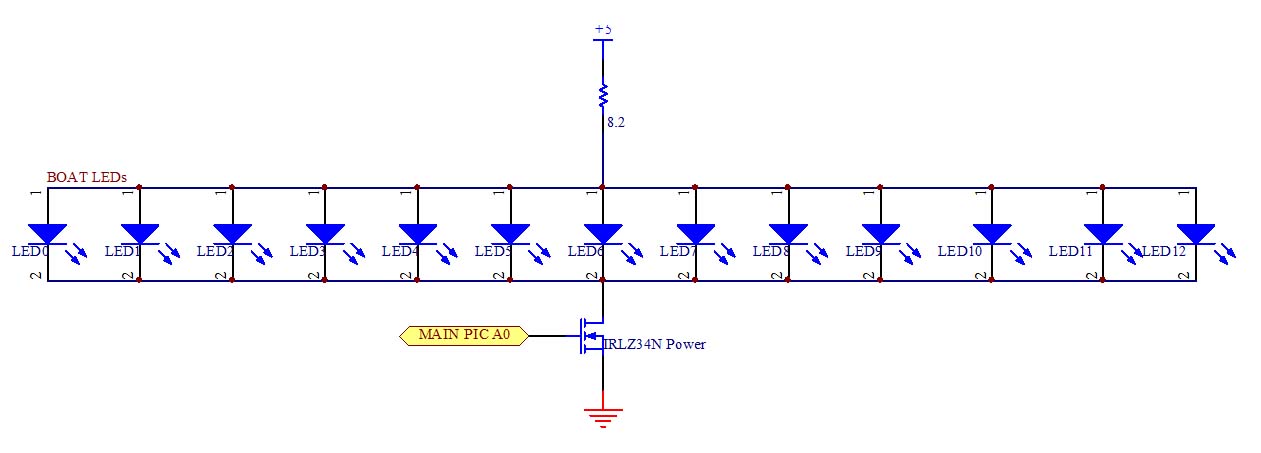 +5
8.2
BOAT LEDs
1 1 1 1 1 1 1 1 1 1 1 1 1
LED0 LED1 LED2 LED3 LED4 LED5 LED6 LED7 LED8 LED9 LED10 LED11 LED12
2 2 2 2 2 2 2 2 2 2 2 2 2
MAIN PIC A0
IRLZ34N Power